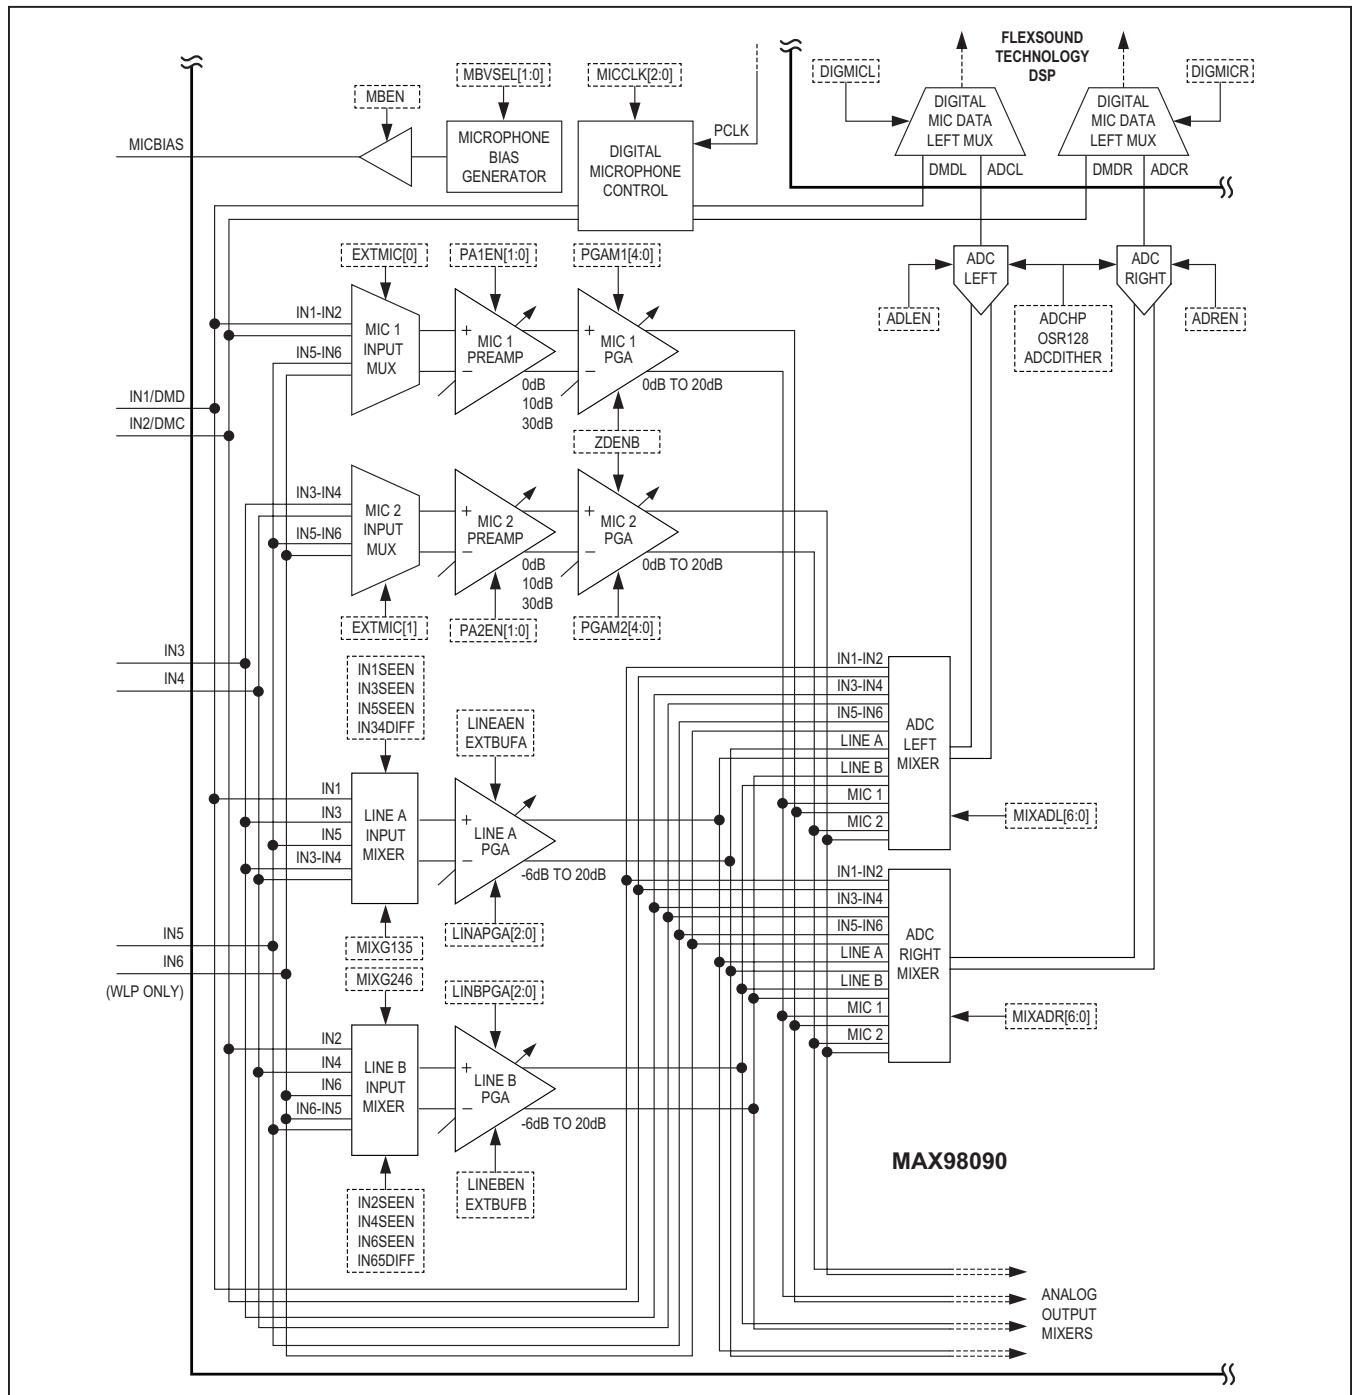 FLEXSOUND
TECHNOLOGY
DSP
DIGMICL
DIGMICR
MBVSEL[1:0]
MICCLK[2:0]
MBEN
DIGITAL
MIC DATA
LEFT MUX
DIGITAL
MIC DATA
LEFT MUX
PCLK
MICBIAS
MICROPHONE
BIAS
GENERATOR
DIGITAL
MICROPHONE
CONTROL
DMDL
ADCL
DMDR
ADCR
EXTMIC[0]
PA1EN[1:0]
PGAM1[4:0]
ADC
LEFT
ADC
RIGHT
ADLEN
ADCHP
OSR128
ADCDITHER
ADREN
IN1-IN2
IN5-IN6
MIC 1
INPUT
MUX
+
−
MIC 1
PREAMP
0dB
10dB
30dB
+
−
MIC 1
PGA
0dB TO 20dB
IN1/DMD
IN2/DMC
ZDENB
IN3-IN4
IN5-IN6
MIC 2
INPUT
MUX
+
−
MIC 2
PREAMP
0dB
10dB
30dB
+
−
MIC 2
PGA
0dB TO 20dB
EXTMIC[1]
PA2EN[1:0]
PGAM2[4:0]
IN3
IN4
IN1SEEN
IN3SEEN
IN5SEEN
IN34DIFF
LINEAEN
EXTBUFA
IN1-IN2
IN3-IN4
IN5-IN6
LINE A
LINE B
MIC 1
MIC 2
ADC
LEFT
MIXER
MIXADL[6:0]
IN1
IN3
IN5
IN3-IN4
LINE A
INPUT
MIXER
+
−
LINE A
PGA
-6dB TO 20dB
IN1-IN2
IN3-IN4
IN5-IN6
LINE A
LINE B
MIC 1
MIC 2
ADC
RIGHT
MIXER
MIXADR[6:0]
IN5
IN6
(WLP ONLY)
MIXG135
LINAPGA[2:0]
MIXG246
LINBPGA[2:0]
IN2
IN4
IN6
IN6-IN5
LINE B
INPUT
MIXER
+
−
LINE B
PGA
-6dB TO 20dB
IN2SEEN
IN4SEEN
IN6SEEN
IN65DIFF
LINEBEN
EXTBUFB
MAX98090
ANALOG
OUTPUT
MIXERS